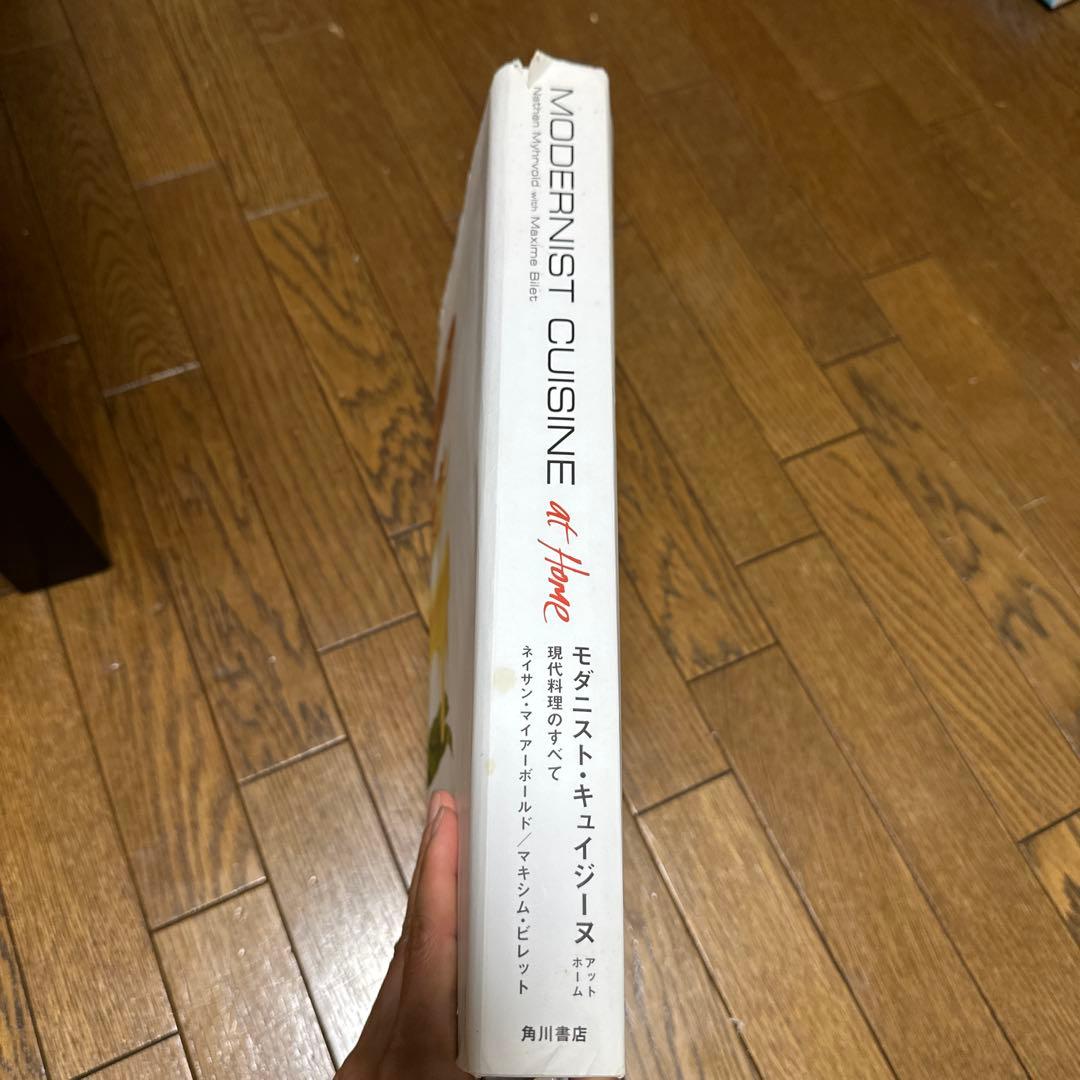 MODERNIST CUISINE at Home
Nathan Myhrvold with Maxime Bilet
モダニスト・キュイジーヌ アットホーム
現代料理のすべて
ネイサン・マイアーボールド／マキシム・ビレット
角川書店